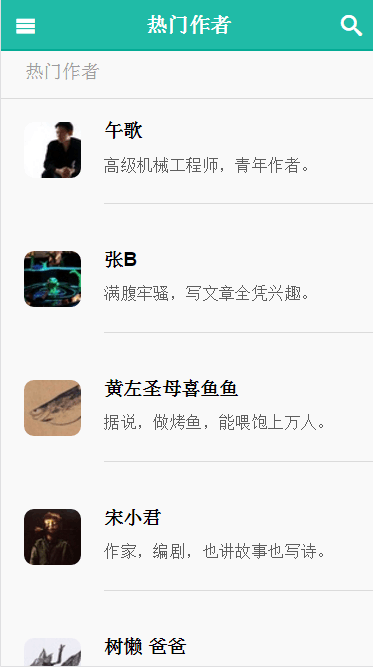 热门作者
热门作者
午歌
高级机械工程师，青年作者。
张B
满腹牢骚，写文章全凭兴趣。
黄左圣母喜鱼鱼
据说，做烤鱼，能喂饱上万人。
宋小君
作家，编剧，也讲故事也写诗。
树懒 爸爸